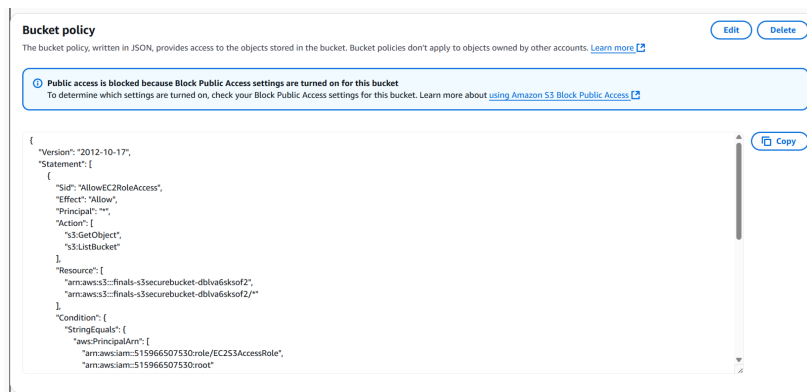 Bucket policy
Edit
Delete
The bucket policy, written in JSON, provides access to the objects stored in the bucket. Bucket policies don't apply to objects owned by other accounts. Learn more
Public access is blocked because Block Public Access settings are turned on for this bucket
To determine which settings are turned on, check your Block Public Access settings for this bucket. Learn more about using Amazon S3 Block Public Access
Copy
{
"Version": "2012-10-17",
"Statement": [
{
"Sid": "AllowEC2RoleAccess",
"Effect": "Allow",
"Principal": "*",
"Action": [
"s3:GetObject",
"s3:ListBucket"
],
"Resource": [
"arn:aws:s3:::finals-s3securebucket-dblva6sksof2",
"arn:aws:s3:::finals-s3securebucket-dblva6sksof2/*"
],
"Condition": {
"StringEquals": {
"aws:PrincipalArn": [
"arn:aws:iam::515966507530:role/EC2S3AccessRole",
"arn:aws:iam::515966507530:root"